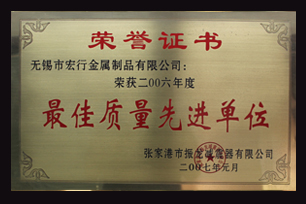 荣誉证书
无锡市宏行金属制品有限公司：
荣获二00六年度
最佳质量先进单位
张家港市振 器有限公司
二00七年元月